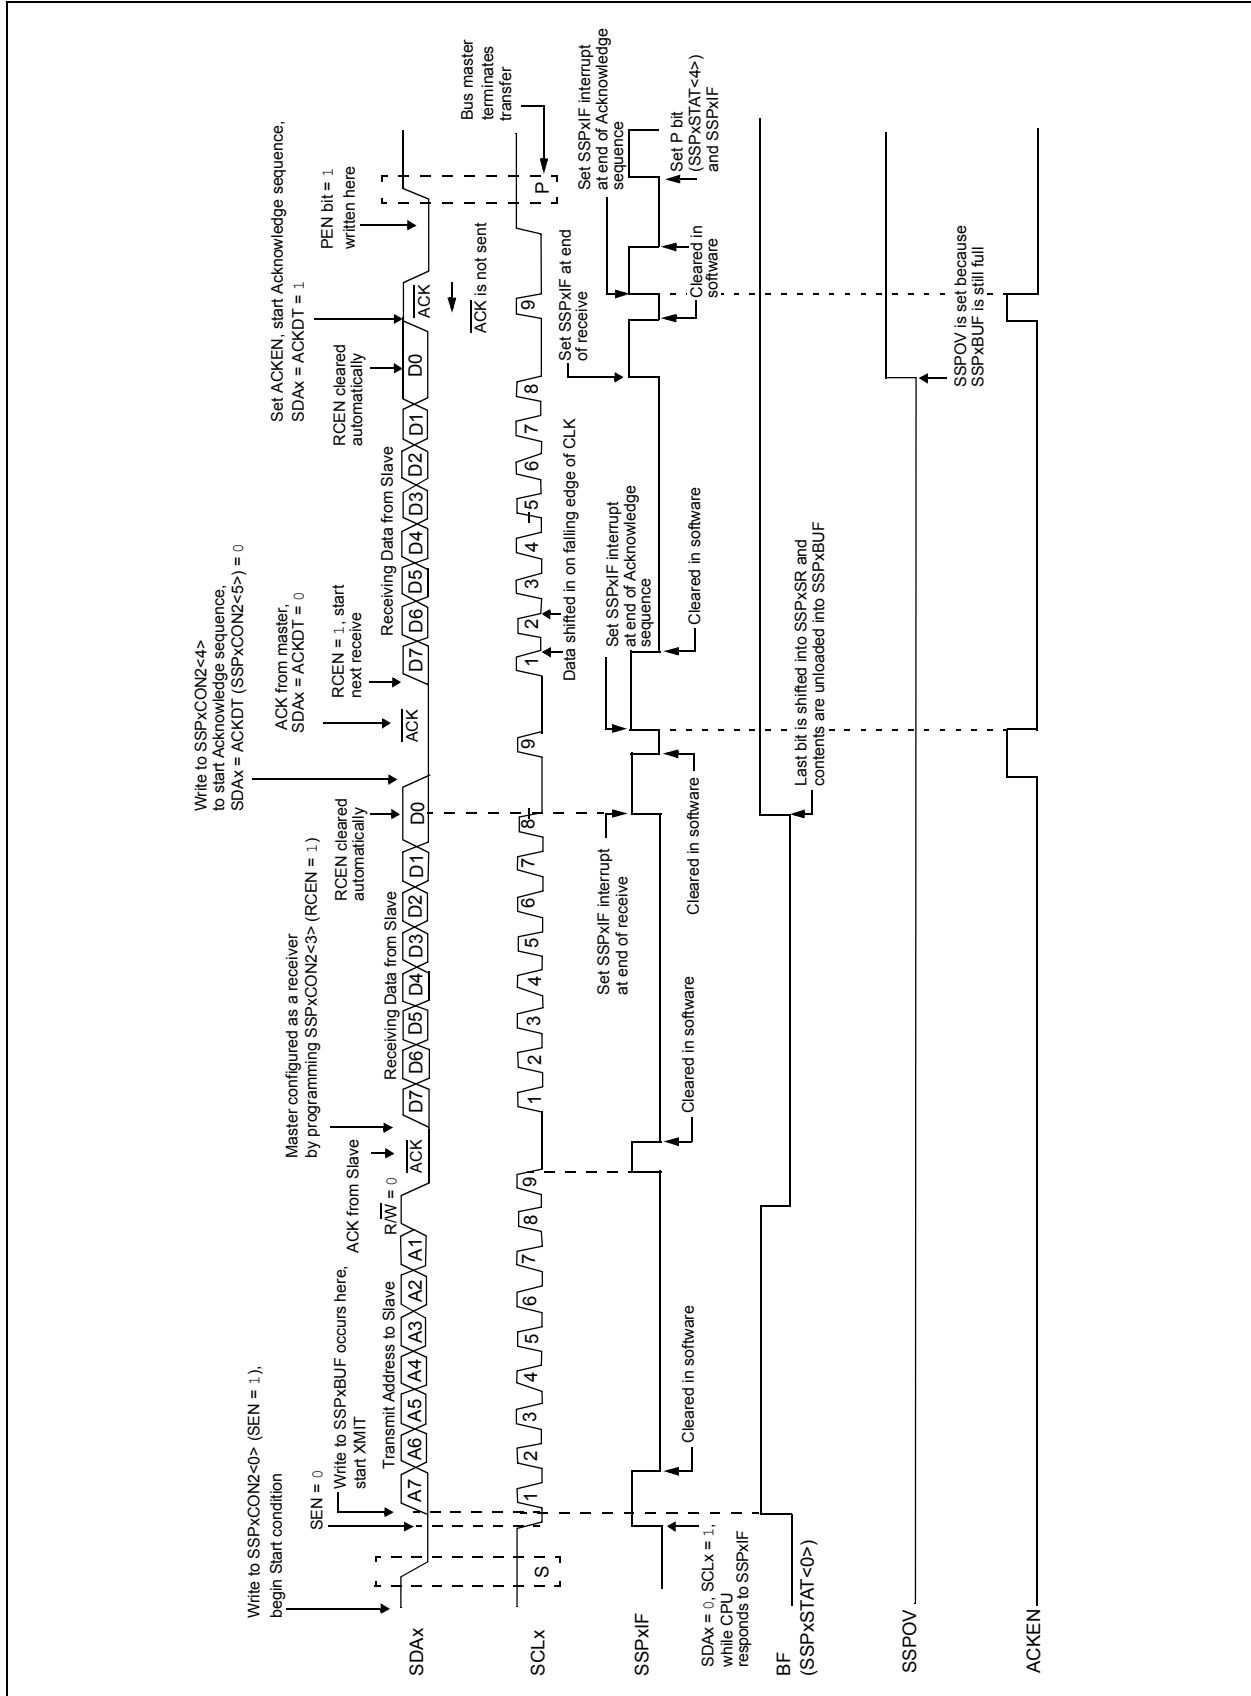 Write to SSPxCON2<0> (SEN = 1),
begin Start condition
SEN = 0
Write to SSPxBUF occurs here,
start XMIT
ACK from Slave
Master configured as a receiver
by programming SSPxCON2<3> (RCEN = 1)
RCEN cleared
automatically
Write to SSPxCON2<4>
to start Acknowledge sequence,
SDAx = ACKDT (SSPxCON2<5>) = 0
ACK from master,
SDAx = ACKDT = 0
RCEN = 1, start
next receive
RCEN cleared
automatically
Set ACKEN, start Acknowledge sequence,
SDAx = ACKDT = 1
PEN bit = 1
written here
Transmit Address to Slave
R/W = 0
Receiving Data from Slave
Receiving Data from Slave
SDAx
A7 A6 A5 A4 A3 A2 A1
ACK
D7 D6 D5 D4 D3 D2 D1 D0
ACK
D7 D6 D5 D4 D3 D2 D1 D0
ACK
ACK is not sent
Bus master
terminates
transfer
SCLx
S
1 2 3 4 5 6 7 8 9
1 2 3 4 5 6 7 8 9
1 2 3 4 5 6 7 8 9
P
Data shifted in on falling edge of CLK
Set SSPxIF interrupt
at end of receive
Set SSPxIF interrupt
at end of Acknowledge
sequence
Set SSPxIF at end
of receive
Set SSPxIF interrupt
at end of Acknowledge
sequence
SSPxIF
SDAx = 0, SCLx = 1,
while CPU
responds to SSPxIF
Cleared in software
Cleared in software
Cleared in software
Cleared in software
Cleared in
software
Set P bit
(SSPxSTAT<4>)
and SSPxIF
BF
(SSPxSTAT<0>)
Last bit is shifted into SSPxSR and
contents are unloaded into SSPxBUF
SSPOV
SSPOV is set because
SSPxBUF is still full
ACKEN